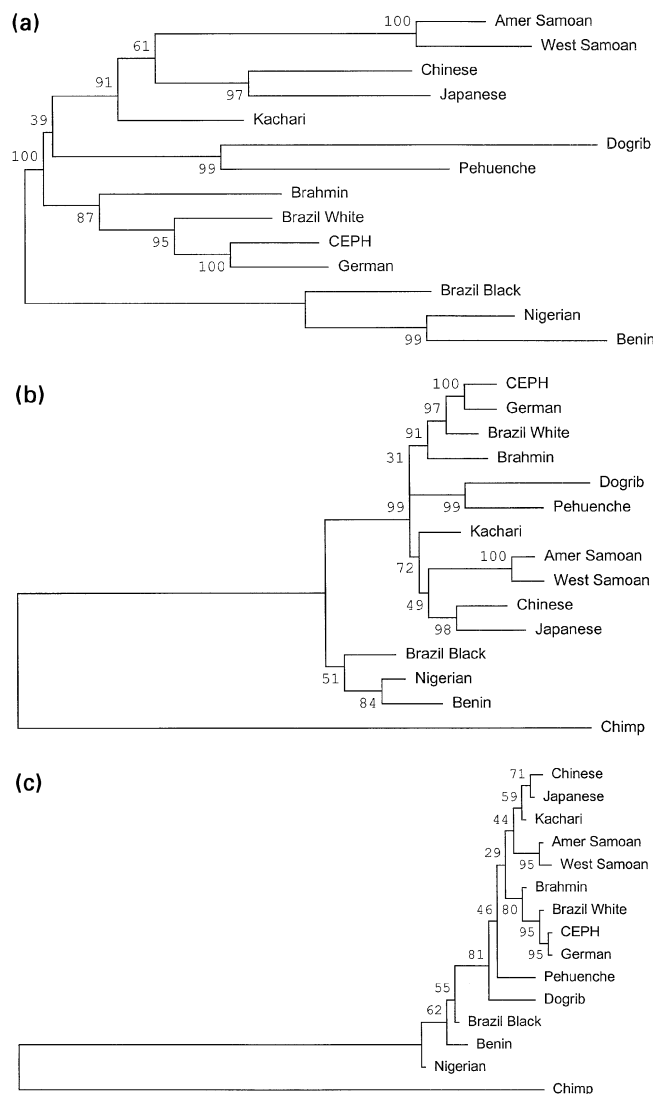 (a)
100 Amer Samoan
61 West Samoan
Chinese
91
97 Japanese
39 Kachari
Dogrib
100
99 Pehuenche
Brahmin
87 Brazil White
95 CEPH
100 German
Brazil Black
Nigerian
99 Benin
(b)
100 CEPH
97 German
91 Brazil White
31 Brahmin
Dogrib
99 99 Pehuenche
Kachari
100 Amer Samoan
72 West Samoan
49 Chinese
98 Japanese
Brazil Black
51 Nigerian
84 Benin
Chimp
(c)
71 Chinese
59 Japanese
44 Kachari
Amer Samoan
29
95 West Samoan
Brahmin
46 80 Brazil White
95 CEPH
81 95 German
Pehuenche
55 Dogrib
62 Brazil Black
Benin
Nigerian
Chimp